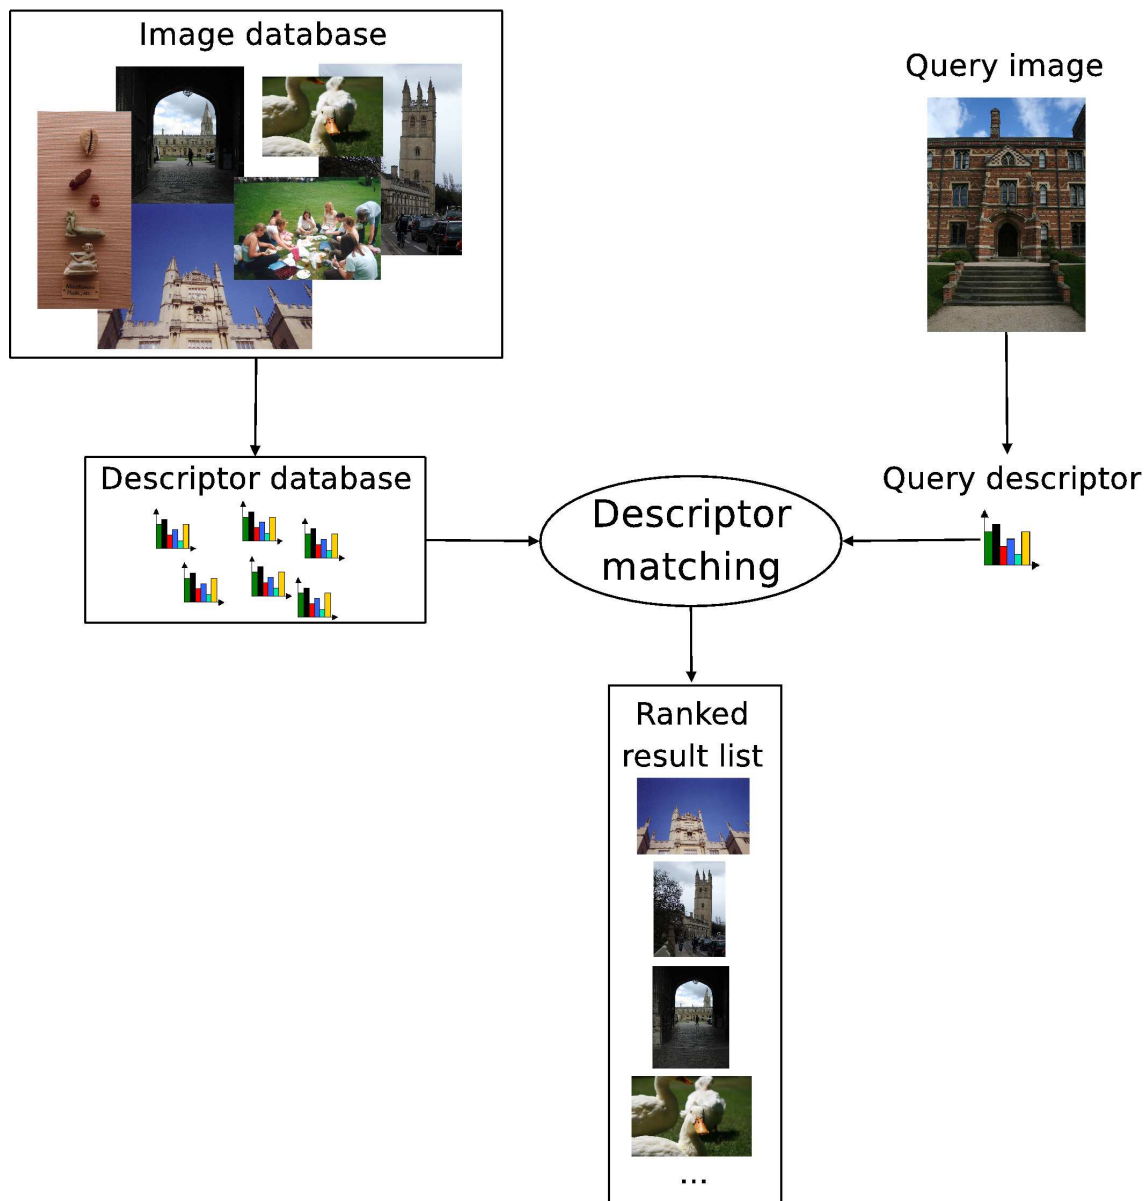 Image database
Query image
Descriptor database
Query descriptor
Descriptor
matching
Ranked
result list
...